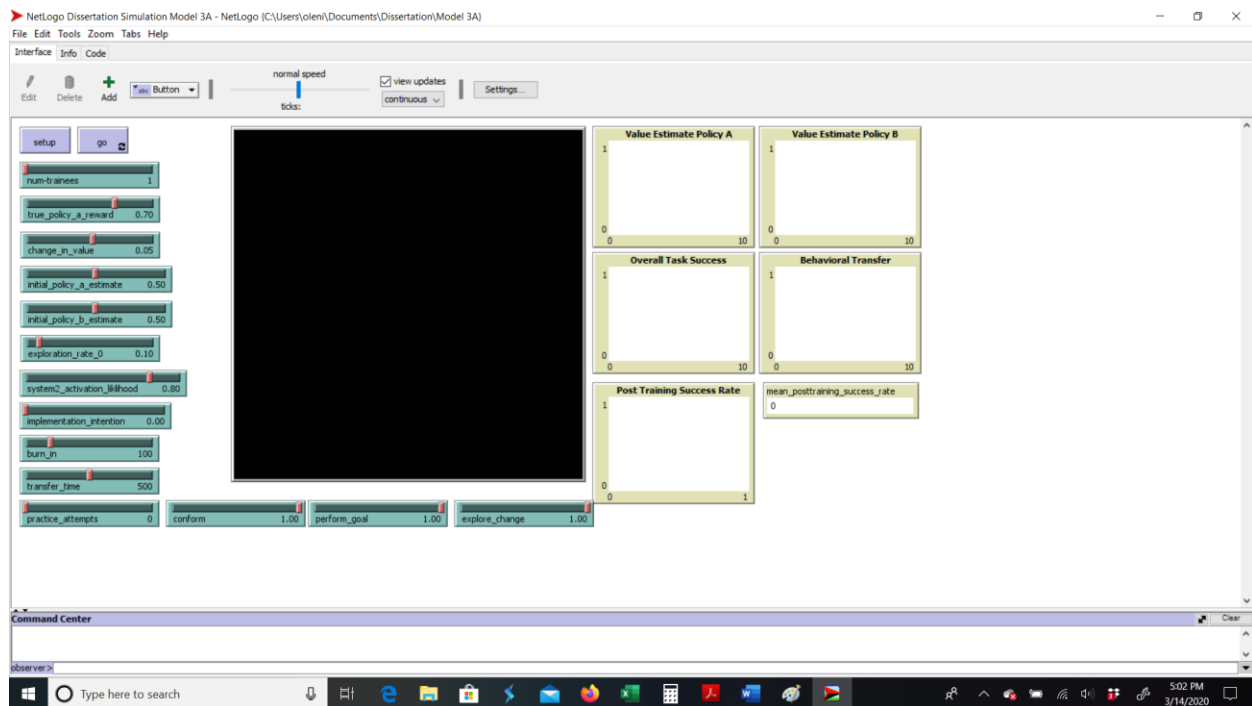 NetLogo Dissertation Simulation Model 3A - NetLogo {C:\Users\oleni\Documents\Dissertation\Model 3A}
File Edit Tools Zoom Tabs Help
Interface Info Code
Edit Delete Add abc Button normal speed ticks: view updates continuous Settings...
setup go
num-trainees 1
true_policy_a_reward 0.70
change_in_value 0.05
initial_policy_a_estimate 0.50
initial_policy_b_estimate 0.50
exploration_rate_0 0.10
system2_activation_liklihood 0.80
implementation_intention 0.00
burn_in 100
transfer_time 500
practice_attempts 0 conform 1.00 perform_goal 1.00 explore_change 1.00
Value Estimate Policy A
1
0
0 10
Value Estimate Policy B
1
0
0 10
Overall Task Success
1
0
0 10
Behavioral Transfer
1
0
0 10
Post Training Success Rate
1
0
0 1
mean_posttraining_success_rate
0
Command Center Clear
observer>
Type here to search
5:02 PM
3/14/2020